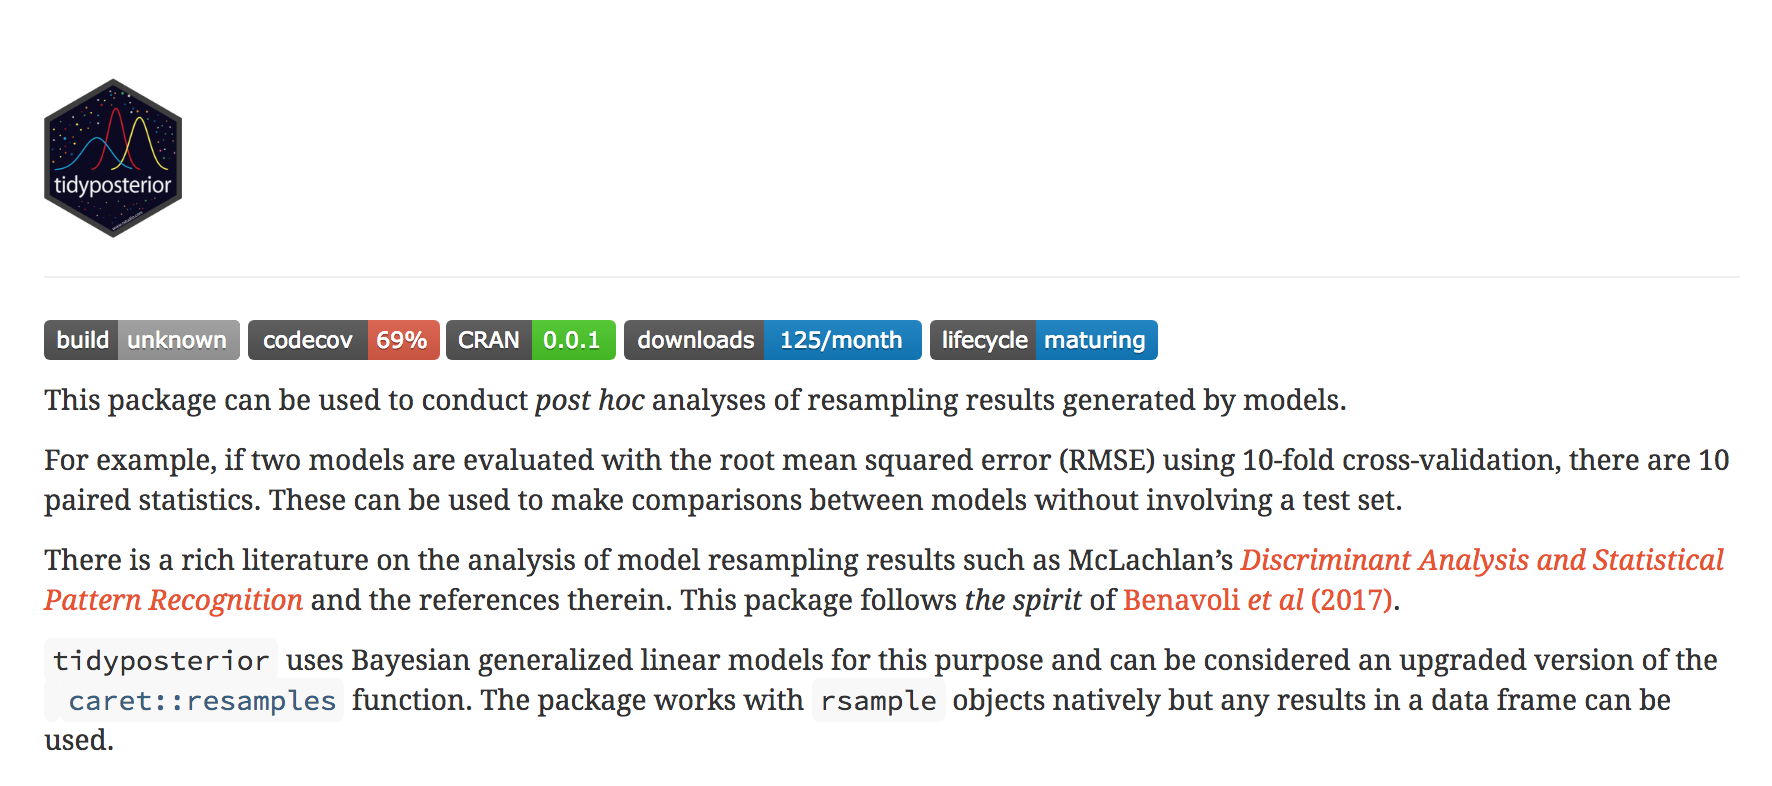 tidyposterior
build unknown codecov 69% CRAN 0.0.1 downloads 125/month lifecycle maturing
This package can be used to conduct post hoc analyses of resampling results generated by models.
For example, if two models are evaluated with the root mean squared error (RMSE) using 10-fold cross-validation, there are 10
paired statistics. These can be used to make comparisons between models without involving a test set.
There is a rich literature on the analysis of model resampling results such as McLachlan’s Discriminant Analysis and Statistical
Pattern Recognition and the references therein. This package follows the spirit of Benavoli et al (2017).
tidyposterior uses Bayesian generalized linear models for this purpose and can be considered an upgraded version of the
caret::resamples function. The package works with rsample objects natively but any results in a data frame can be
used.